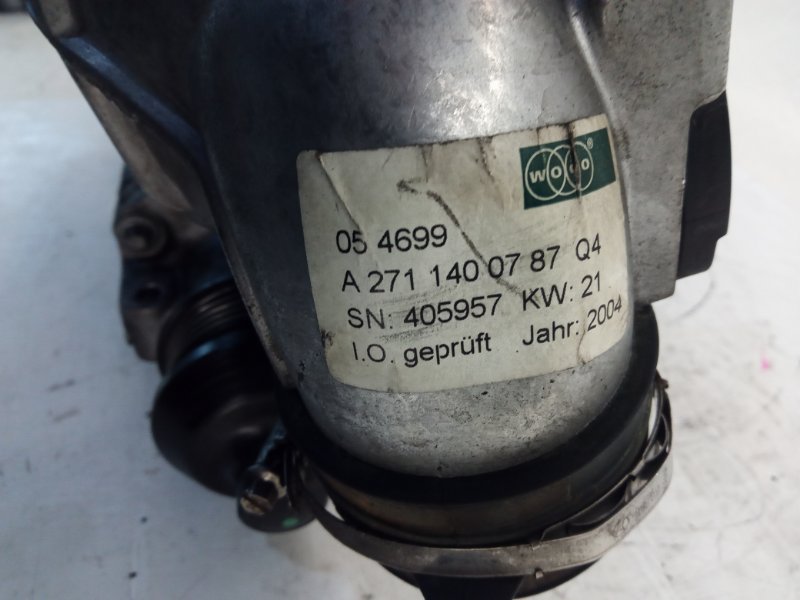 woco®
05 4699
A 271 140 07 87 Q4
SN: 405957 KW: 21
I.O. geprüft Jahr: 2004